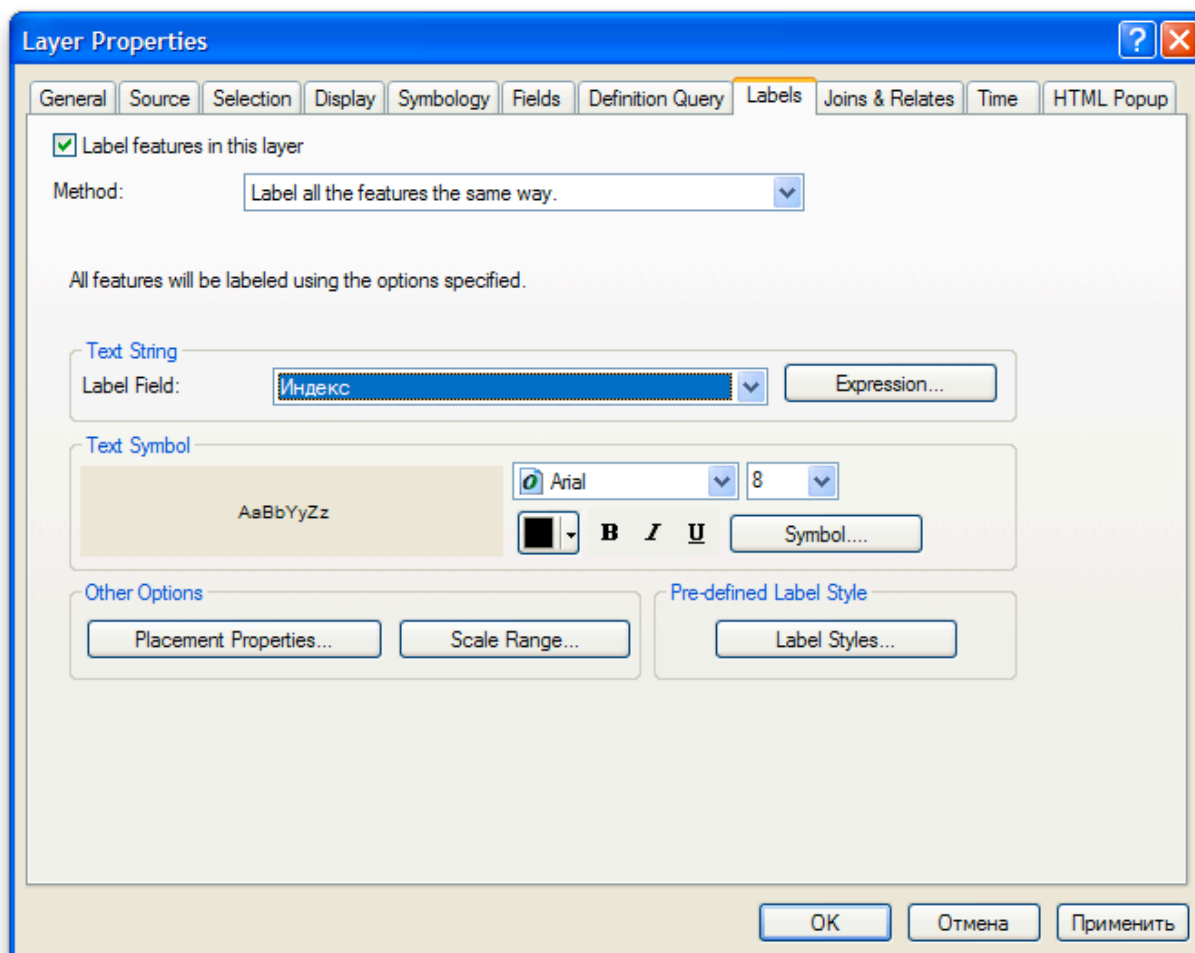 Layer Properties
General Source Selection Display Symbology Fields Definition Query Labels Joins & Relates Time HTML Popup
Label features in this layer
Method: Label all the features the same way.
All features will be labeled using the options specified.
Text String
Label Field: Индекс Expression...
Text Symbol
AaBbYyZz
Arial 8
B I U Symbol....
Other Options
Placement Properties... Scale Range...
Pre-defined Label Style
Label Styles...
OK Отмена Применить